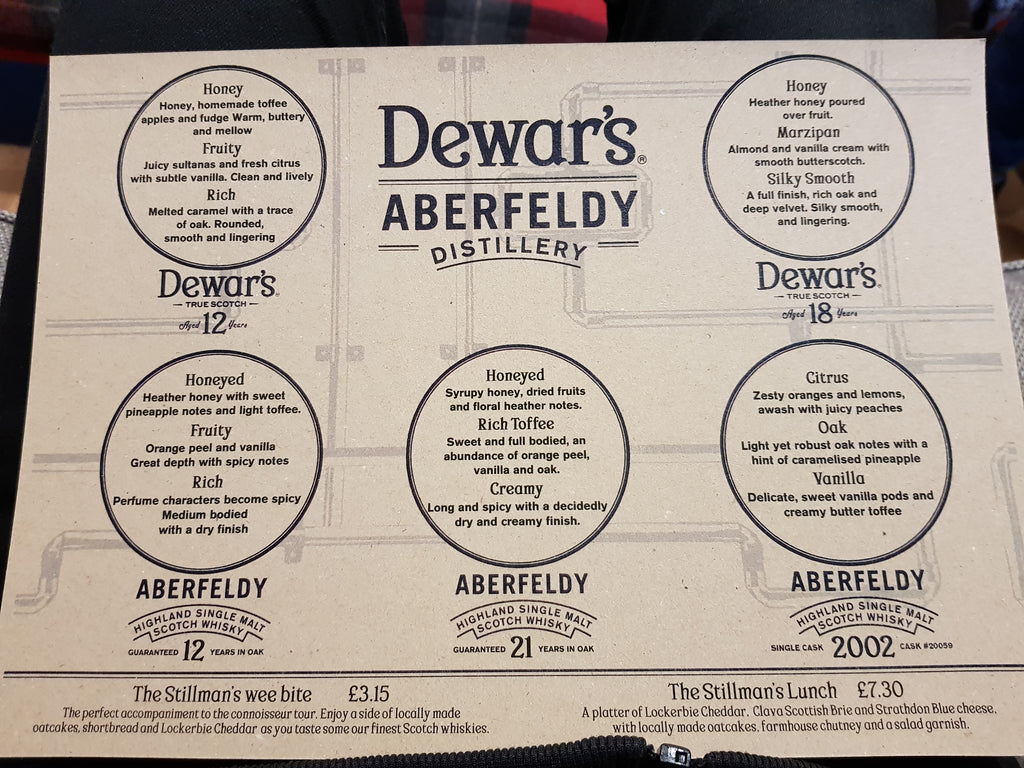 Dewar's®
ABERFELDY
DISTILLERY
Honey
Honey, homemade toffee
apples and fudge Warm, buttery
and mellow
Fruity
Juicy sultanas and fresh citrus
with subtle vanilla. Clean and lively
Rich
Melted caramel with a trace
of oak. Rounded,
smooth and lingering
Dewar's
TRUE SCOTCH
Aged 12 Years
Honey
Heather honey poured
over fruit.
Marzipan
Almond and vanilla cream with
smooth butterscotch.
Silky Smooth
A full finish, rich oak and
deep velvet. Silky smooth,
and lingering.
Dewar's
TRUE SCOTCH
Aged 18 Years
Honeyed
Heather honey with sweet
pineapple notes and light toffee.
Fruity
Orange peel and vanilla
Great depth with spicy notes
Rich
Perfume characters become spicy
Medium bodied
with a dry finish
ABERFELDY
HIGHLAND SINGLE MALT
SCOTCH WHISKY
GUARANTEED 12 YEARS IN OAK
Honeyed
Syrupy honey, dried fruits
and floral heather notes.
Rich Toffee
Sweet and full bodied, an
abundance of orange peel,
vanilla and oak.
Creamy
Long and spicy with a decidedly
dry and creamy finish.
ABERFELDY
HIGHLAND SINGLE MALT
SCOTCH WHISKY
GUARANTEED 21 YEARS IN OAK
Citrus
Zesty oranges and lemons,
awash with juicy peaches
Oak
Light yet robust oak notes with a
hint of caramelised pineapple
Vanilla
Delicate, sweet vanilla pods and
creamy butter toffee
ABERFELDY
HIGHLAND SINGLE MALT
SCOTCH WHISKY
SINGLE CASK 2002 CASK #20059
The Stillman's wee bite £3.15
The perfect accompaniment to the connoisseur tour. Enjoy a side of locally made
oatcakes, shortbread and Lockerbie Cheddar as you taste some our finest Scotch whiskies.
The Stillman's Lunch £7.30
A platter of Lockerbie Cheddar, Clava Scottish Brie and Strathdon Blue cheese,
with locally made oatcakes, farmhouse chutney and a salad garnish.